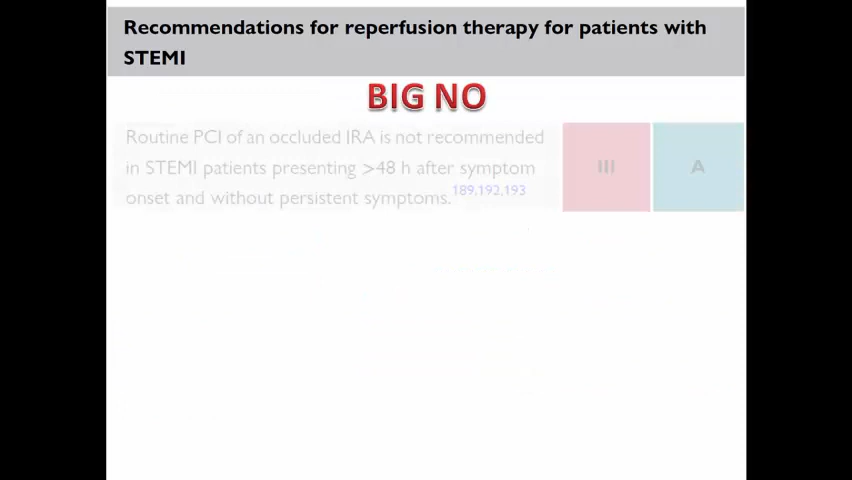 Recommendations for reperfusion therapy for patients with
STEMI
BIG NO
Routine PCI of an occluded IRA is not recommended
in STEMI patients presenting >48 h after symptom
onset and without persistent symptoms.189,192,193
III
A